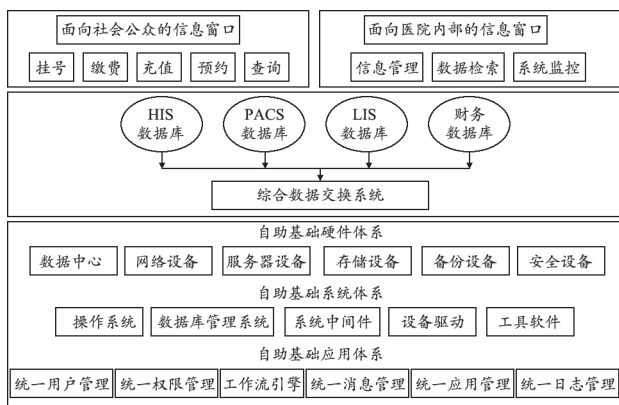 面向社会公众的信息窗口
挂号 缴费 充值 预约 查询
面向医院内部的信息窗口
信息管理 数据检索 系统监控
HIS
数据库
PACS
数据库
LIS
数据库
财务
数据库
综合数据交换系统
自助基础硬件体系
数据中心 网络设备 服务器设备 存储设备 备份设备 安全设备
自助基础系统体系
操作系统 数据库管理系统 系统中间件 设备驱动 工具软件
自助基础应用体系
统一用户管理 统一权限管理 工作流引擎 统一消息管理 统一应用管理 统一日志管理